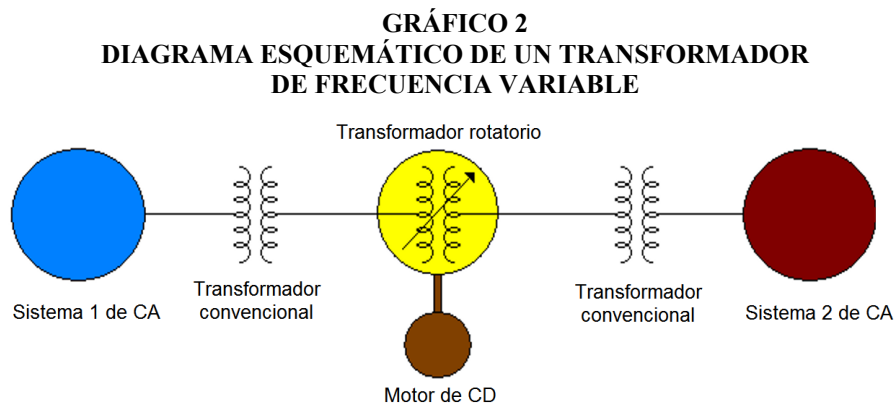 GRÁFICO 2
DIAGRAMA ESQUEMÁTICO DE UN TRANSFORMADOR
DE FRECUENCIA VARIABLE
Transformador rotatorio
Sistema 1 de CA
Transformador
convencional
Transformador
convencional
Sistema 2 de CA
Motor de CD